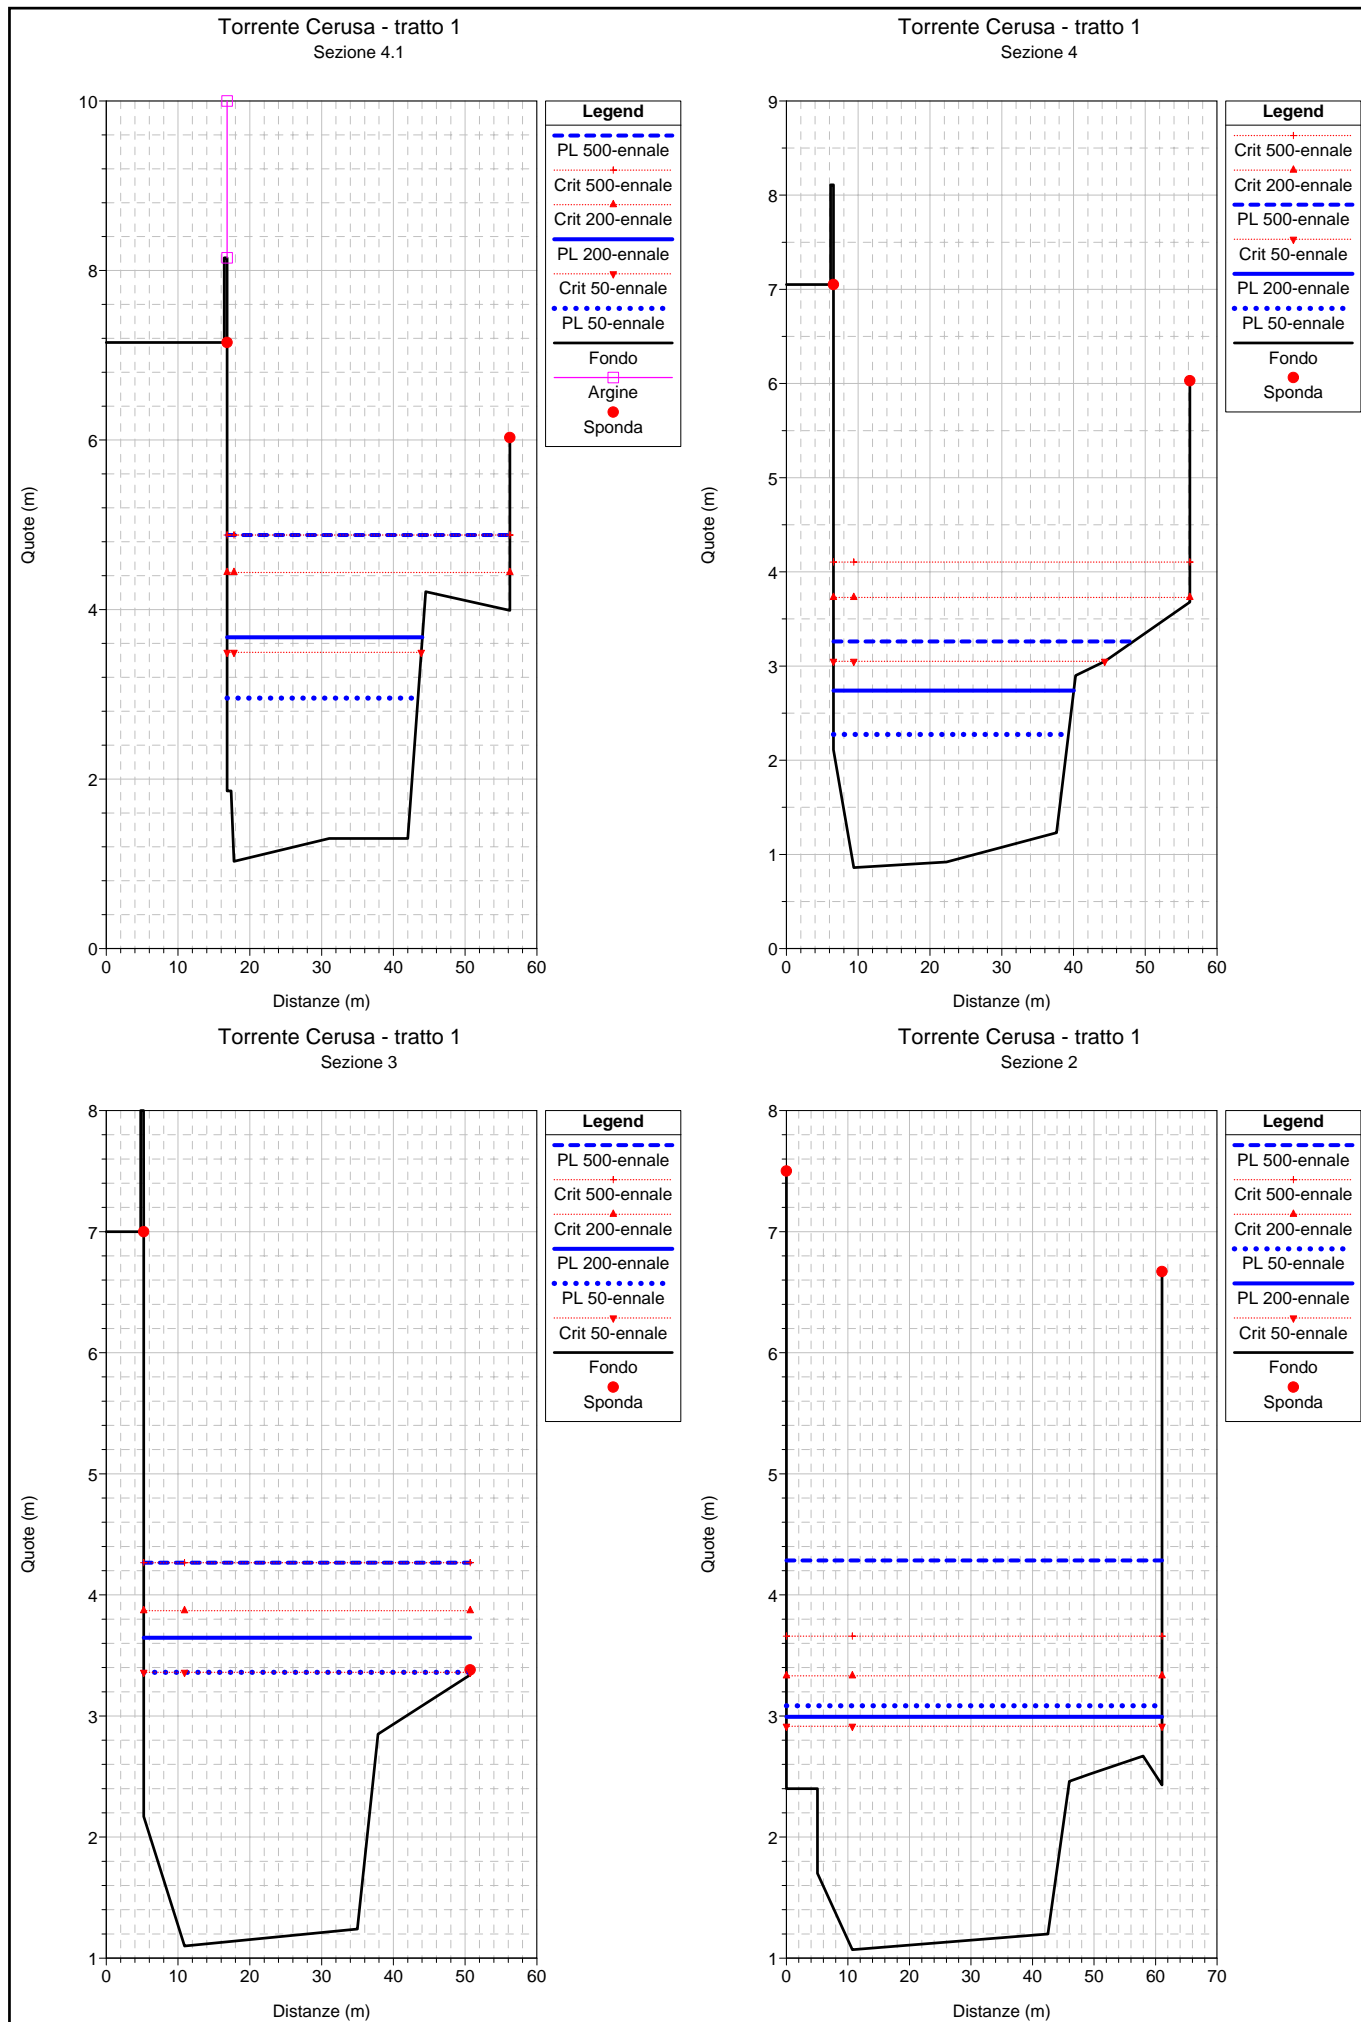 Torrente Cerusa - tratto 1
Sezione 4.1
Quote (m)
10
8
6
4
2
0
0 10 20 30 40 50 60
Distanze (m)
Legend
PL 500-ennale
Crit 500-ennale
Crit 200-ennale
PL 200-ennale
Crit 50-ennale
PL 50-ennale
Fondo
Argine
Sponda
Torrente Cerusa - tratto 1
Sezione 4
Quote (m)
9
8
7
6
5
4
3
2
1
0
0 10 20 30 40 50 60
Distanze (m)
Legend
Crit 500-ennale
Crit 200-ennale
PL 500-ennale
Crit 50-ennale
PL 200-ennale
PL 50-ennale
Fondo
Sponda
Torrente Cerusa - tratto 1
Sezione 3
Quote (m)
8
7
6
5
4
3
2
1
0 10 20 30 40 50 60
Distanze (m)
Legend
PL 500-ennale
Crit 500-ennale
Crit 200-ennale
PL 200-ennale
PL 50-ennale
Crit 50-ennale
Fondo
Sponda
Torrente Cerusa - tratto 1
Sezione 2
Quote (m)
8
7
6
5
4
3
2
1
0 10 20 30 40 50 60 70
Distanze (m)
Legend
PL 500-ennale
Crit 500-ennale
Crit 200-ennale
PL 50-ennale
PL 200-ennale
Crit 50-ennale
Fondo
Sponda